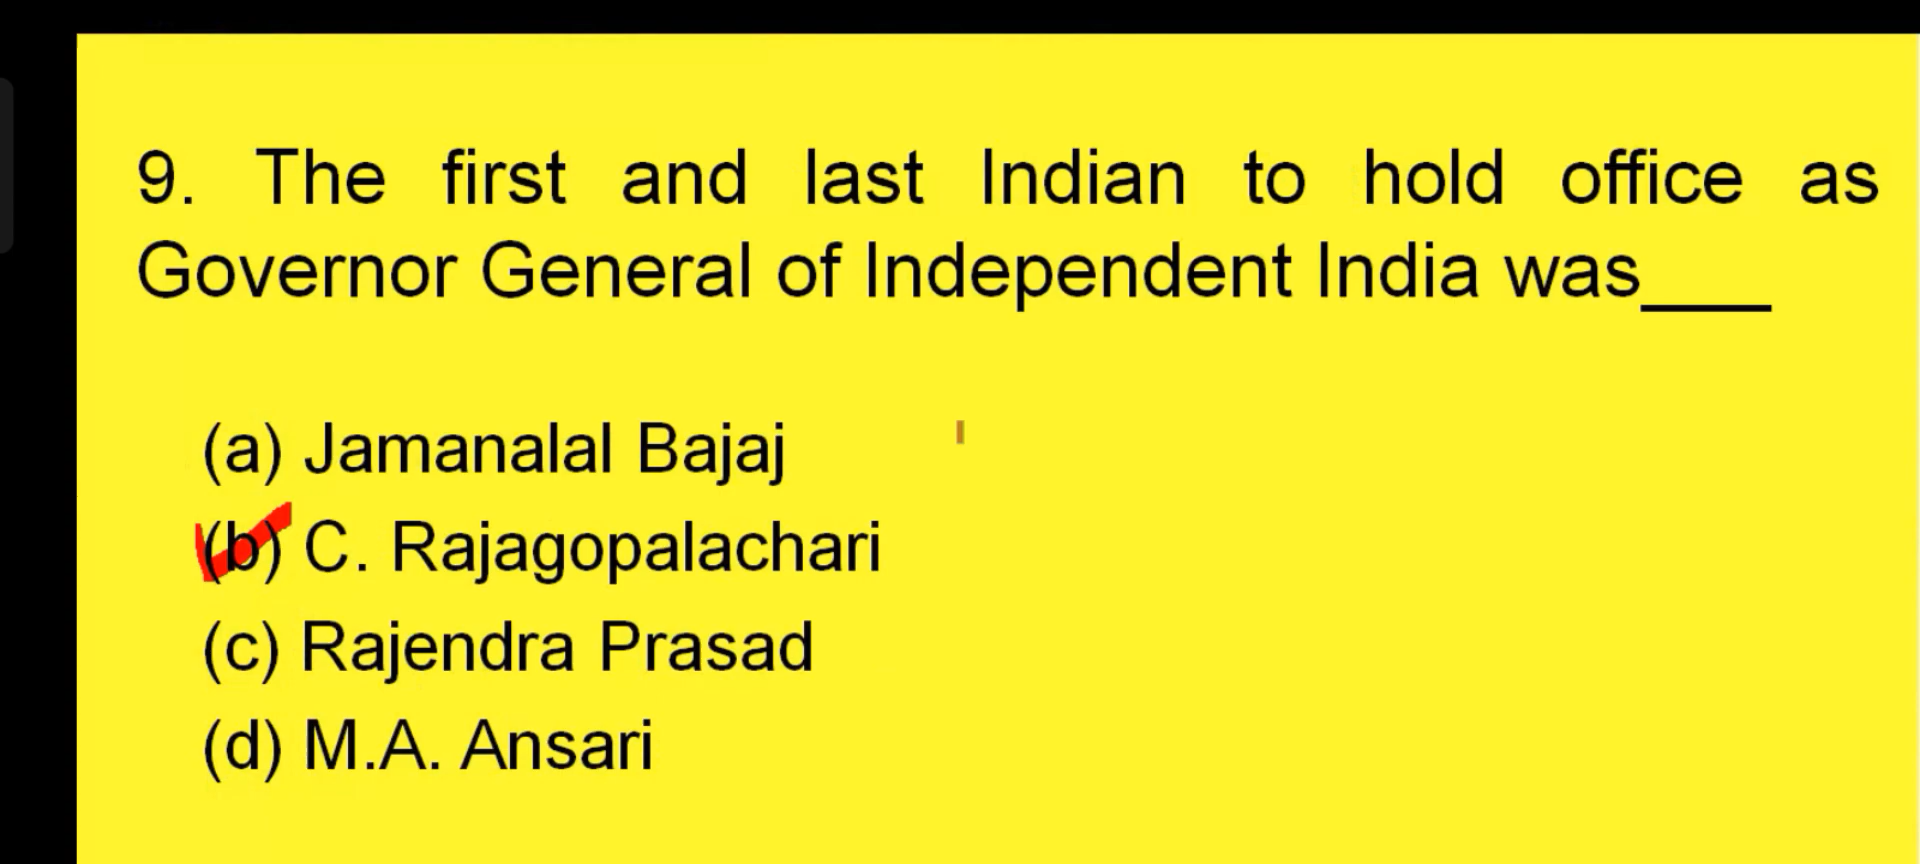 9. The first and last Indian to hold office as
Governor General of Independent India was___
(a) Jamanalal Bajaj
(b) C. Rajagopalachari
(c) Rajendra Prasad
(d) M.A. Ansari